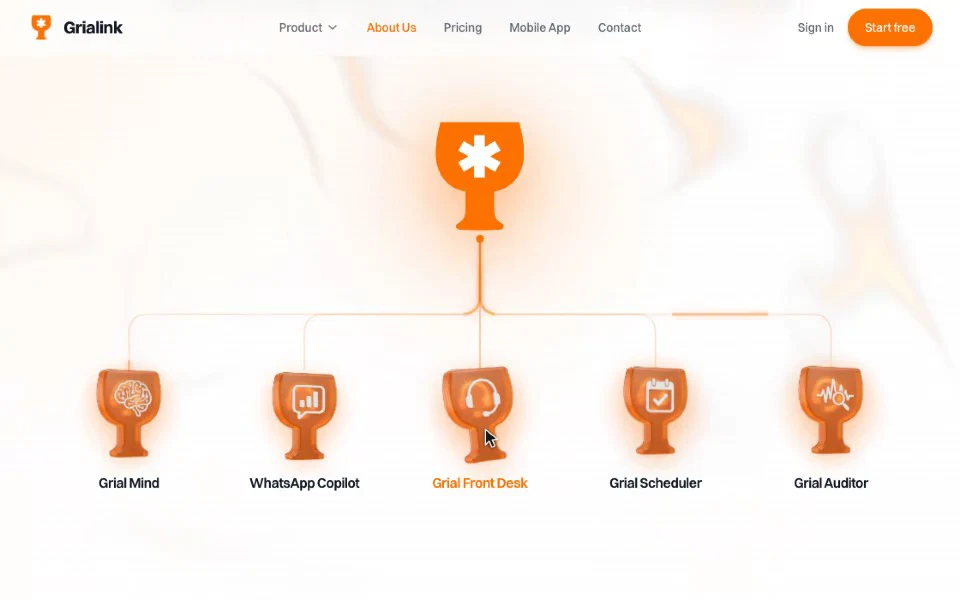 Grialink
Product
About Us
Pricing
Mobile App
Contact
Sign in
Start free
Grial Mind
WhatsApp Copilot
Grial Front Desk
Grial Scheduler
Grial Auditor